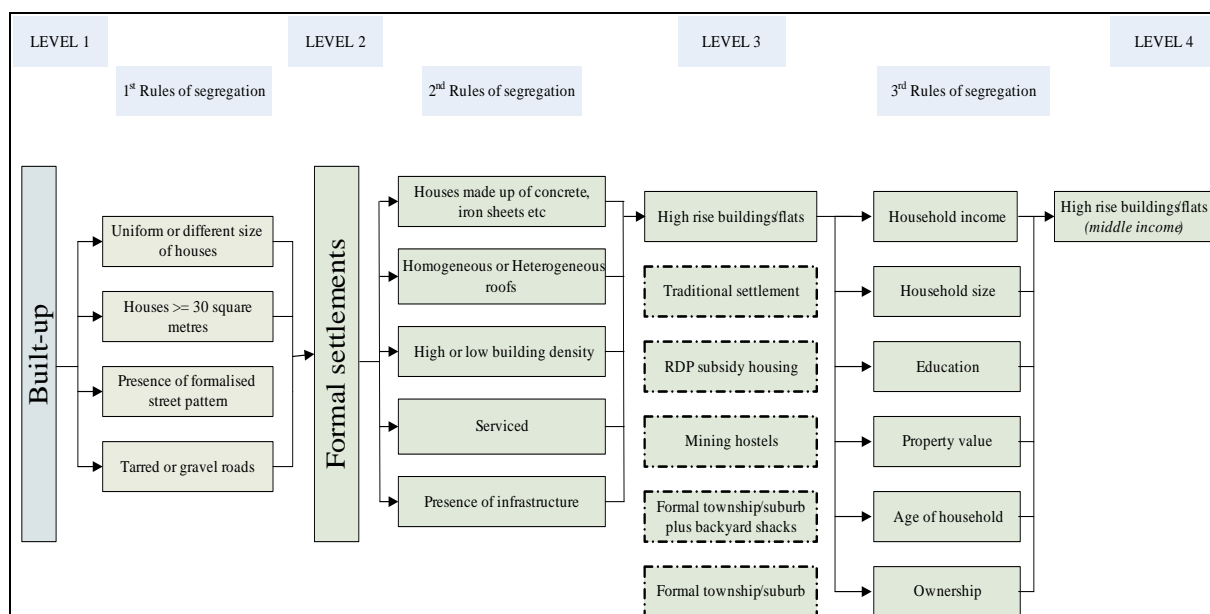 LEVEL 1
LEVEL 2
LEVEL 3
LEVEL 4
1st Rules of segregation
2nd Rules of segregation
3rd Rules of segregation
Built-up
Uniform or different size
of houses
Houses >= 30 square
metres
Presence of formalised
street pattern
Tarred or gravel roads
Formal settlements
Houses made up of concrete,
iron sheets etc
Homogeneous or Heterogeneous
roofs
High or low building density
Serviced
Presence of infrastructure
High rise buildings/flats
Traditional settlement
RDP subsidy housing
Mining hostels
Formal township/suburb
plus backyard shacks
Formal township/suburb
Household income
Household size
Education
Property value
Age of household
Ownership
High rise buildings/flats
(middle income)